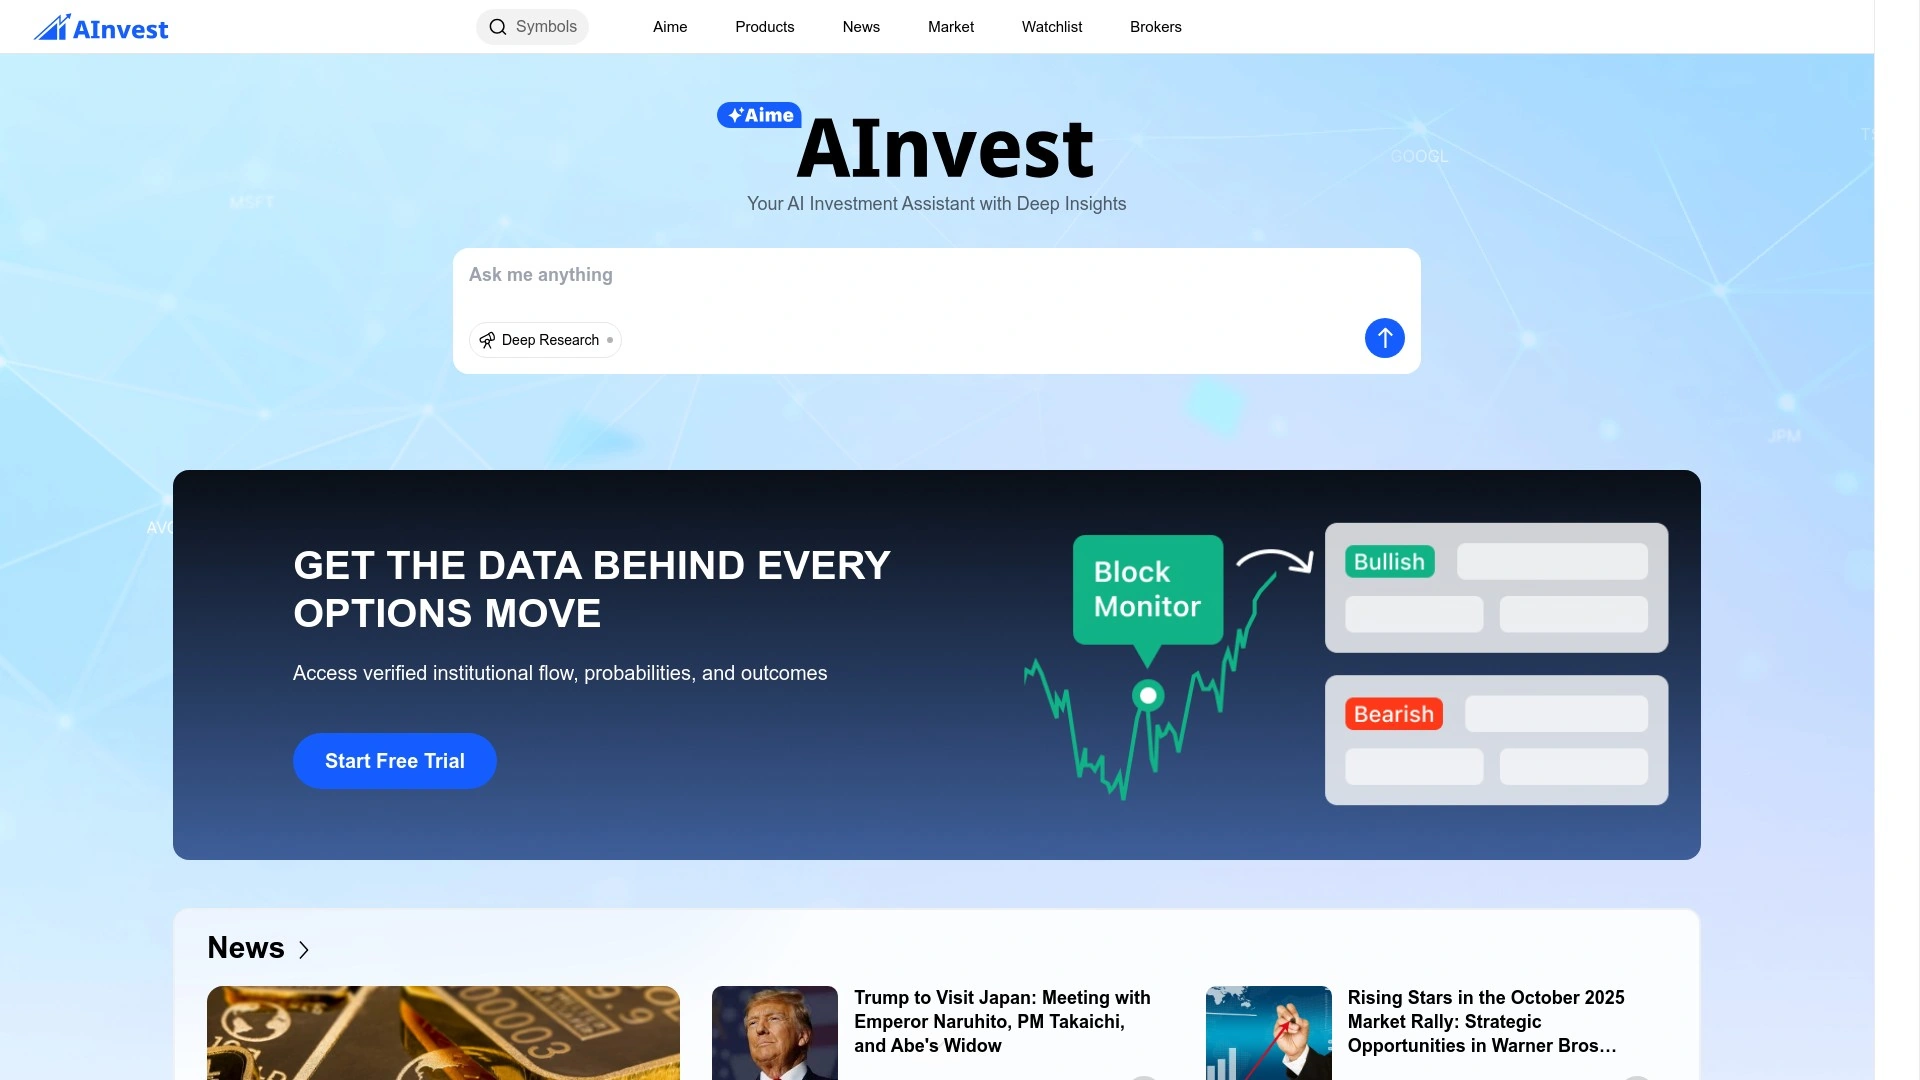 AInvest
Symbols
Aime
Products
News
Market
Watchlist
Brokers
Aime
AInvest
Your AI Investment Assistant with Deep Insights
GOOGL
MSFT
Ask me anything
Deep Research
JPM
GET THE DATA BEHIND EVERY
OPTIONS MOVE
Access verified institutional flow, probabilities, and outcomes
Start Free Trial
Block
Monitor
Bullish
Bearish
News
Trump to Visit Japan: Meeting with
Emperor Naruhito, PM Takaichi,
and Abe's Widow
Rising Stars in the October 2025
Market Rally: Strategic
Opportunities in Warner Bros…